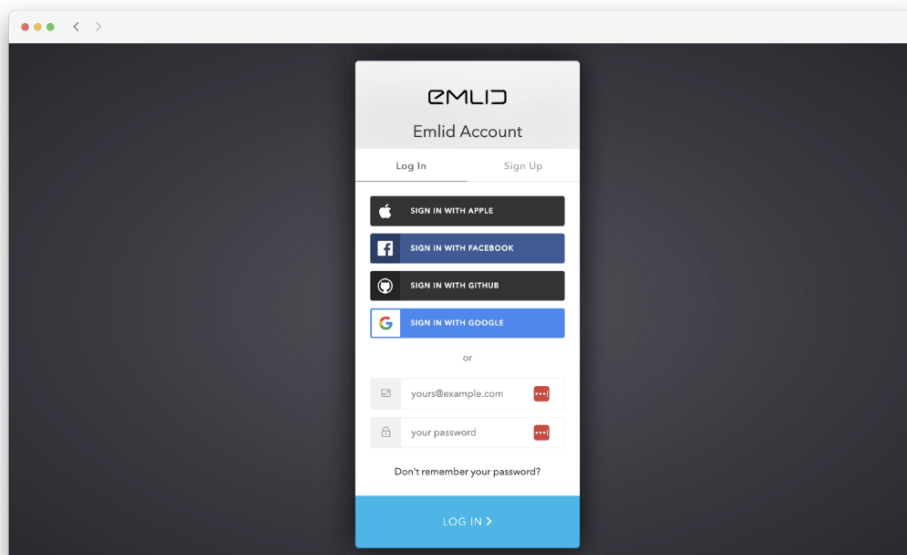 EMLID
Emlid Account
Log In
Sign Up
SIGN IN WITH APPLE
SIGN IN WITH FACEBOOK
SIGN IN WITH GITHUB
SIGN IN WITH GOOGLE
or
yours@example.com
your password
Don't remember your password?
LOG IN